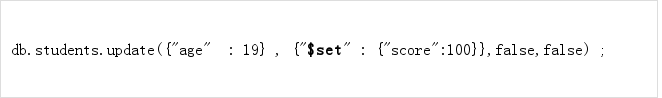 db.students.update({"age"  : 19} , {"$set" : {"score":100}},false,false) ;